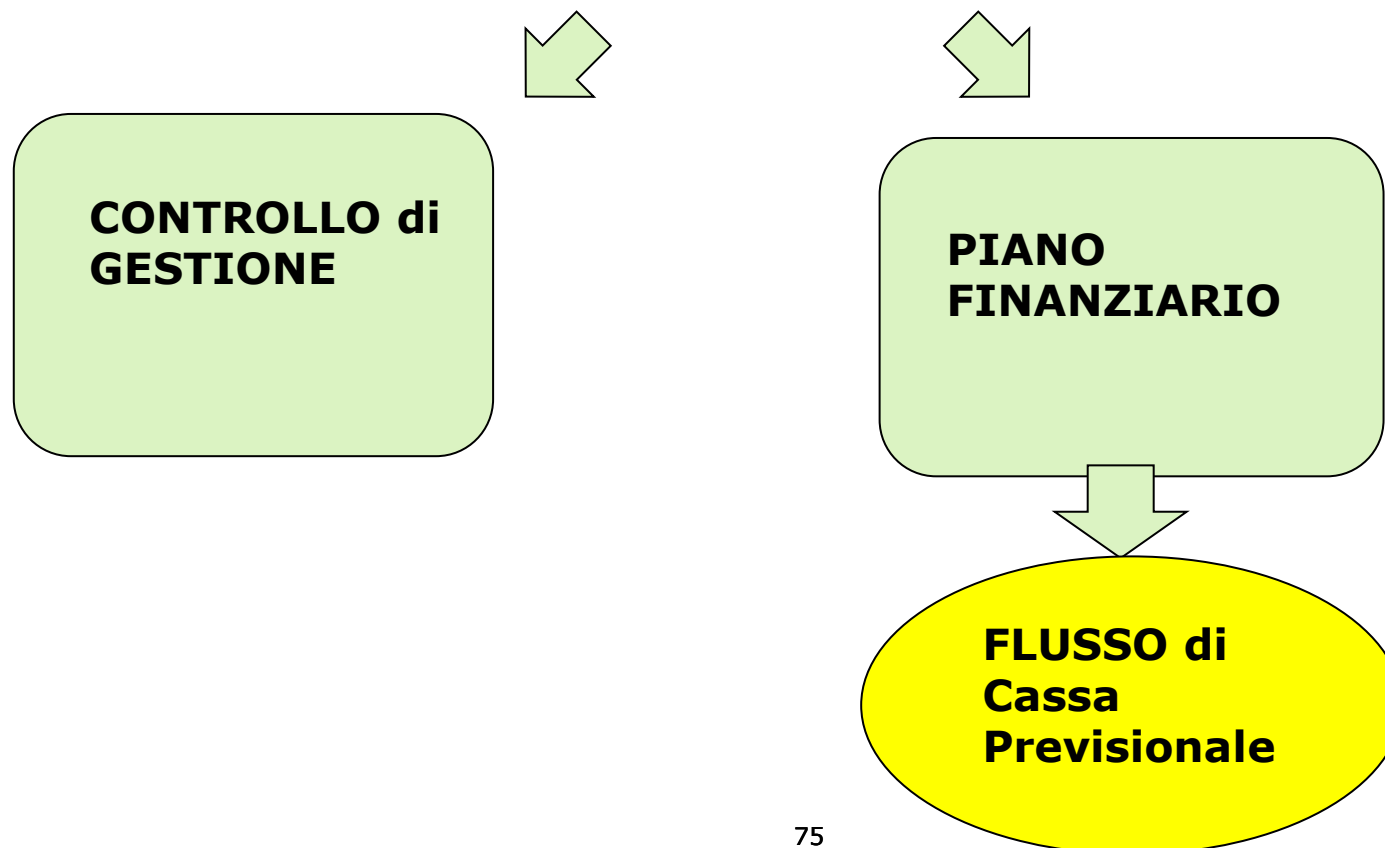 CONTROLLO di
GESTIONE
PIANO
FINANZIARIO
FLUSSO di
Cassa
Previsionale
75